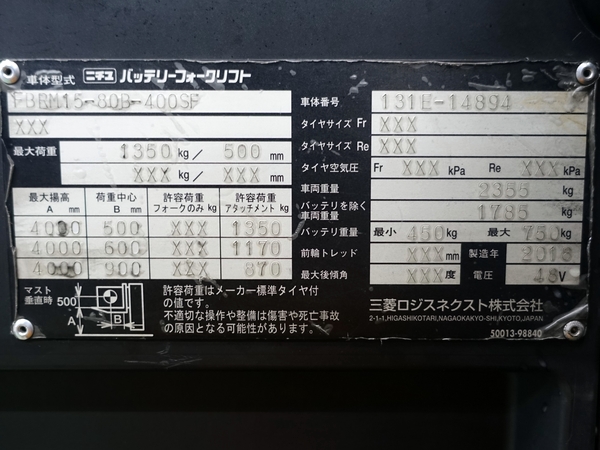 車体型式 ニチユ バッテリーフォークリフト
FBRM15-80B-400SF
XXX
最大荷重 1350 kg/ 500 mm
XXX kg/ XXX mm
最大揚高 A mm 荷重中心 B mm 許容荷重 フォークのみ kg 許容荷重 アタッチメント kg
4000 500 XXX 1350
4000 600 XXX 1170
4000 900 XXX 870
マスト垂直時 500 A B
許容荷重はメーカー標準タイヤ付
の値です。
不適切な操作や整備は傷害や死亡事故
の原因となる可能性があります。
車体番号 131E-14894
タイヤサイズ Fr XXX
タイヤサイズ Re XXX
タイヤ空気圧 Fr XXX kPa Re XXX kPa
車両重量 2355 kg
バッテリを除く
車両重量 1785 kg
バッテリ重量 最小 450 kg 最大 750 kg
前輪トレッド XXX mm 製造年 2018
最大後傾角 XXX 度 電圧 48 V
三菱ロジスネクスト株式会社
2-1-1,HIGASHIKOTARI,NAGAOKAKYO-SHI,KYOTO,JAPAN
50013-98840